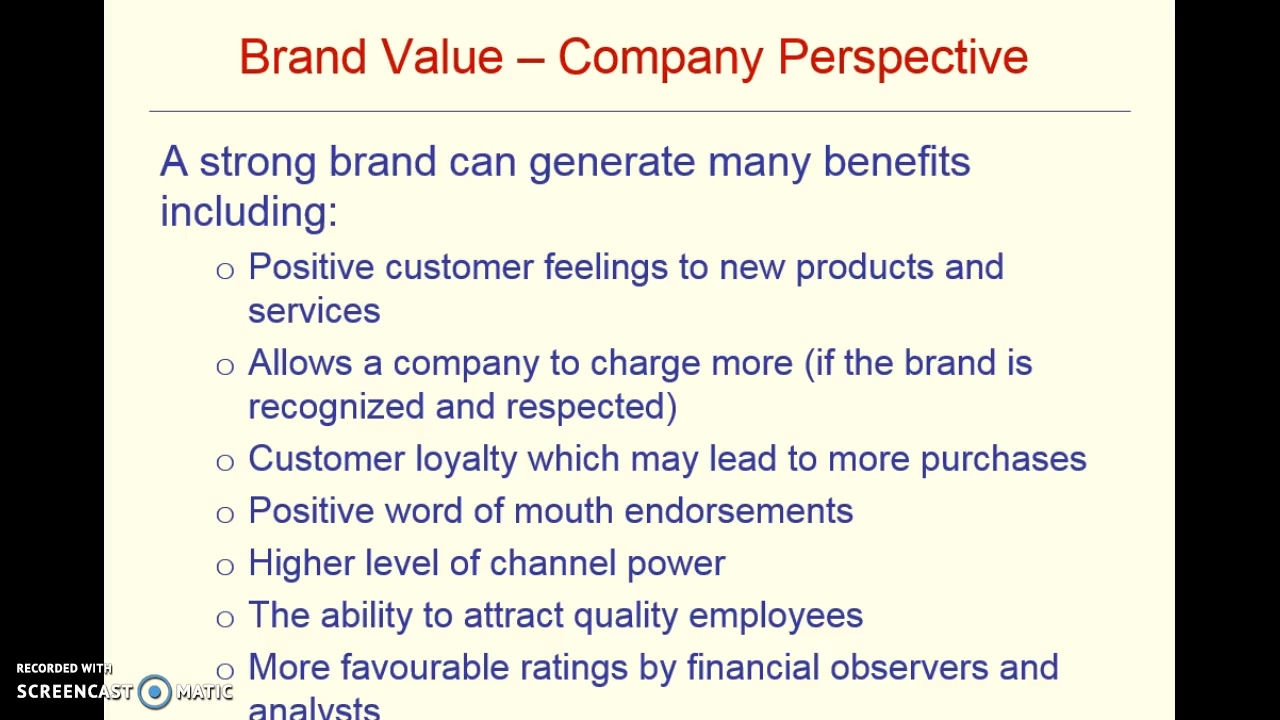 Brand Value – Company Perspective
A strong brand can generate many benefits
including:
o Positive customer feelings to new products and
services
o Allows a company to charge more (if the brand is
recognized and respected)
o Customer loyalty which may lead to more purchases
o Positive word of mouth endorsements
o Higher level of channel power
o The ability to attract quality employees
o More favourable ratings by financial observers and
analysts
RECORDED WITH
SCREENCAST MATIC